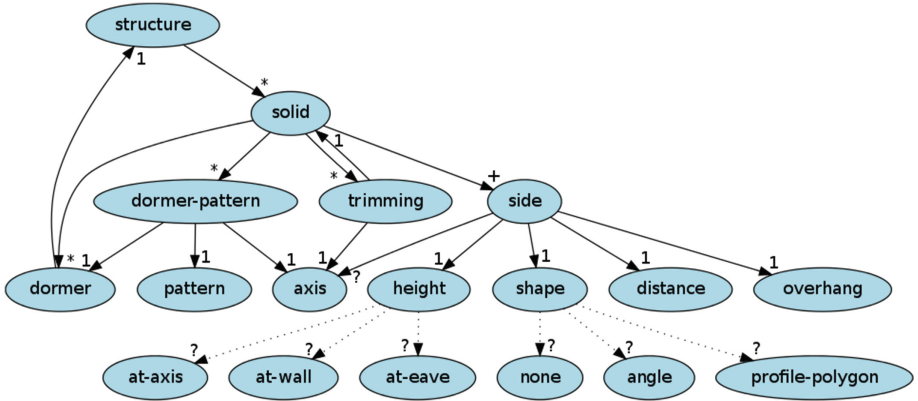 structure
1
*
solid
1
*
*
+
dormer-pattern
trimming
side
* 1
1
1
1
?
1
1
1
1
dormer
pattern
axis
height
shape
distance
overhang
?
?
?
?
?
?
at-axis
at-wall
at-eave
none
angle
profile-polygon